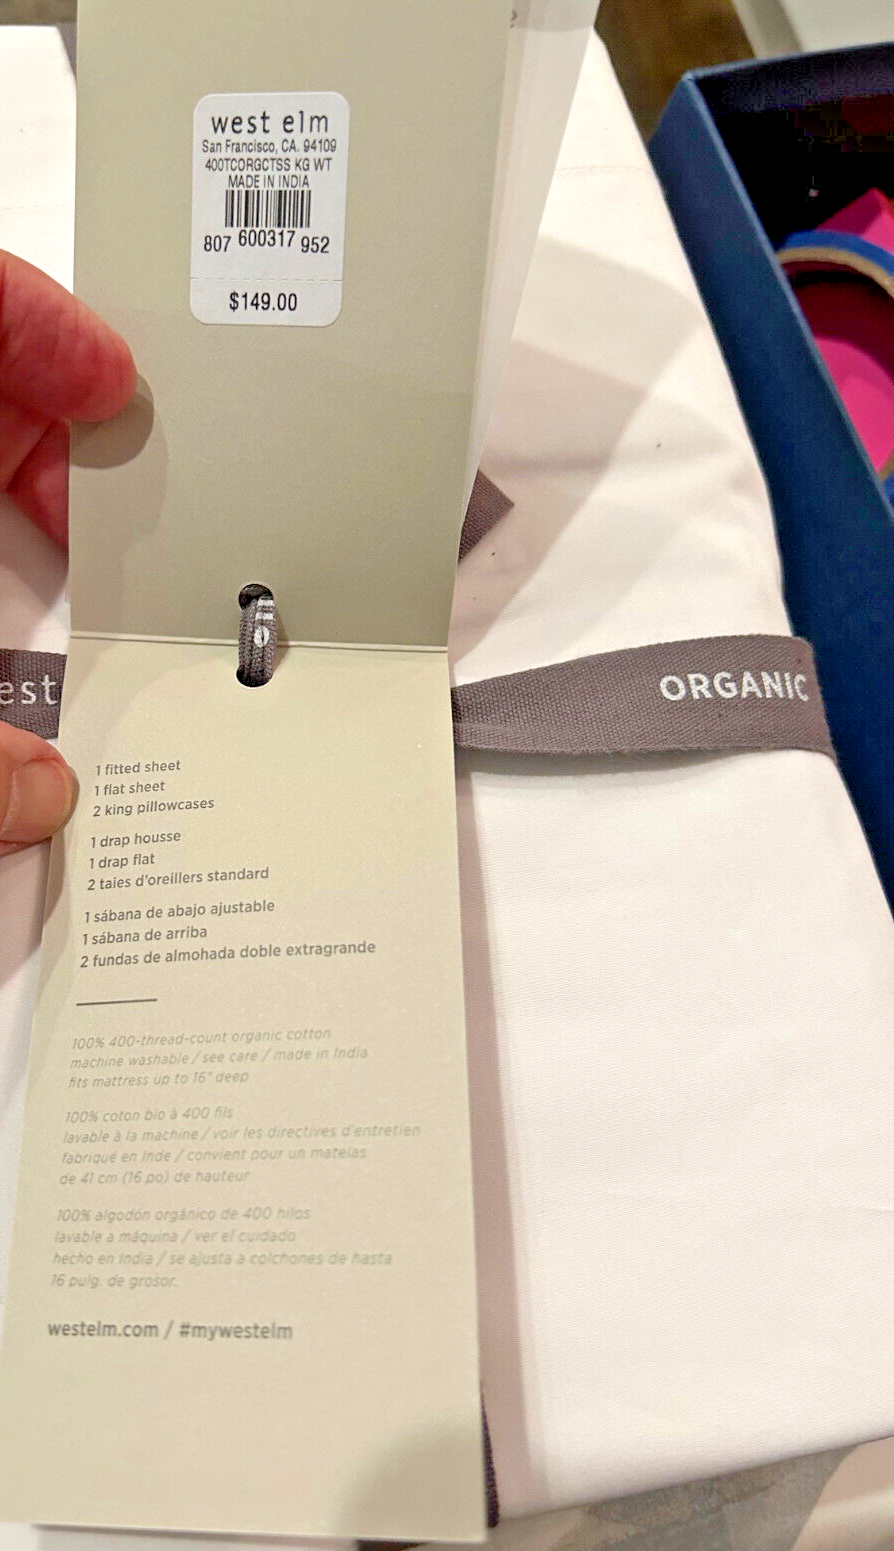 west elm
San Francisco, CA. 94109
400TCORGCTSS KG WT
MADE IN INDIA
807 600317 952
$149.00
est
ORGANIC
1 fitted sheet
1 flat sheet
2 king pillowcases
1 drap housse
1 drap flat
2 taies d'oreillers standard
1 sábana de abajo ajustable
1 sábana de arriba
2 fundas de almohada doble extragrande
100% 400-thread-count organic cotton
machine washable / see care / made in India
fits mattress up to 16" deep
100% coton bio à 400 fils
lavable à la machine / voir les directives d'entretien
fabriqué en Inde / convient pour un matelas
de 41 cm (16 po) de hauteur
100% algodón orgánico de 400 hilos
lavable a máquina / ver el cuidado
hecho en India / se ajusta a colchones de hasta
16 pulg. de grosor.
westelm.com / #mywestelm